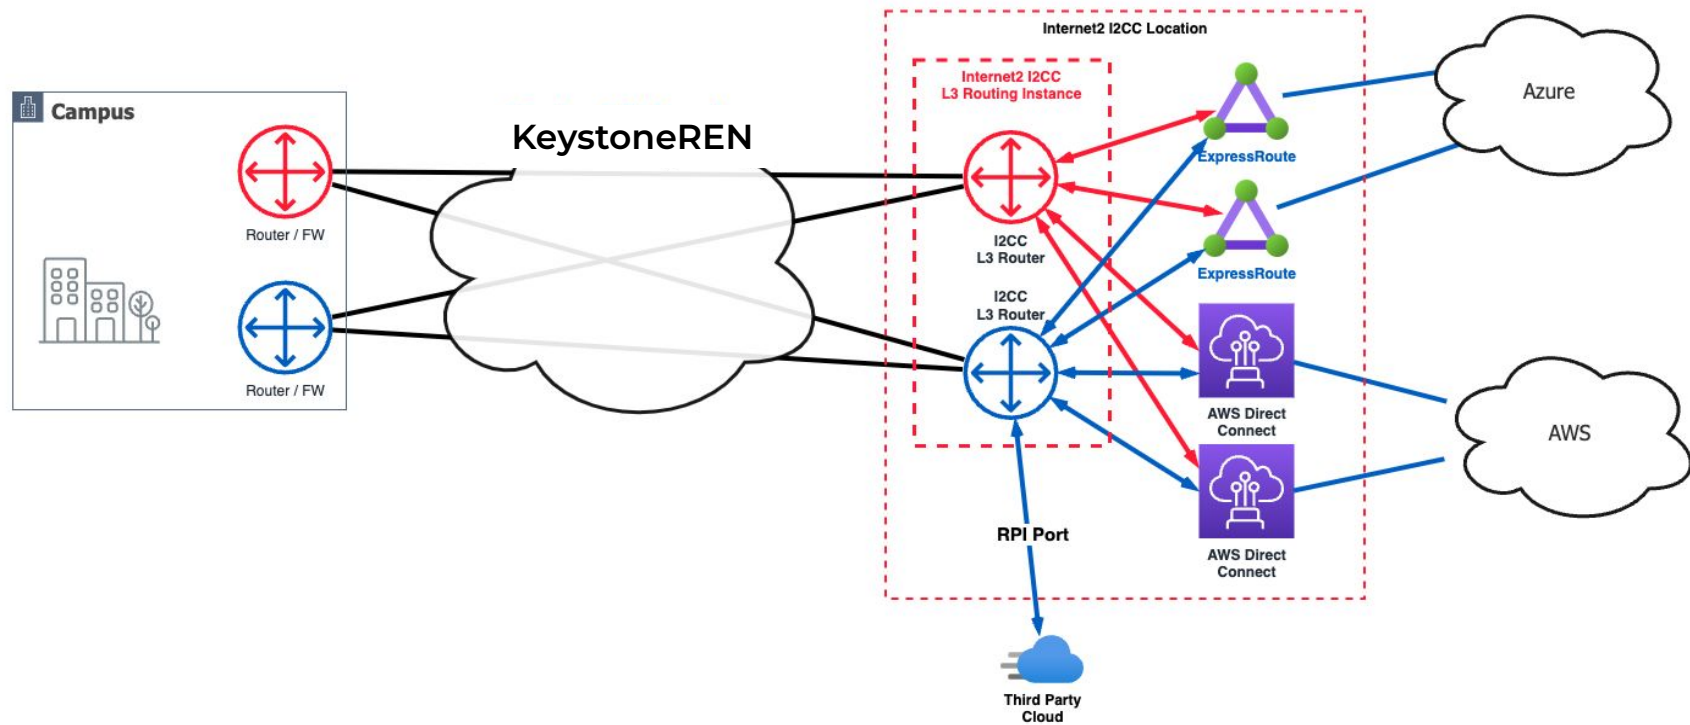 Internet2 I2CC Location
Campus
KeystoneREN
Internet2 I2CC
L3 Routing Instance
Azure
ExpressRoute
Router / FW
I2CC
L3 Router
ExpressRoute
I2CC
L3 Router
Router / FW
AWS Direct
Connect
AWS
RPI Port
AWS Direct
Connect
Third Party
Cloud